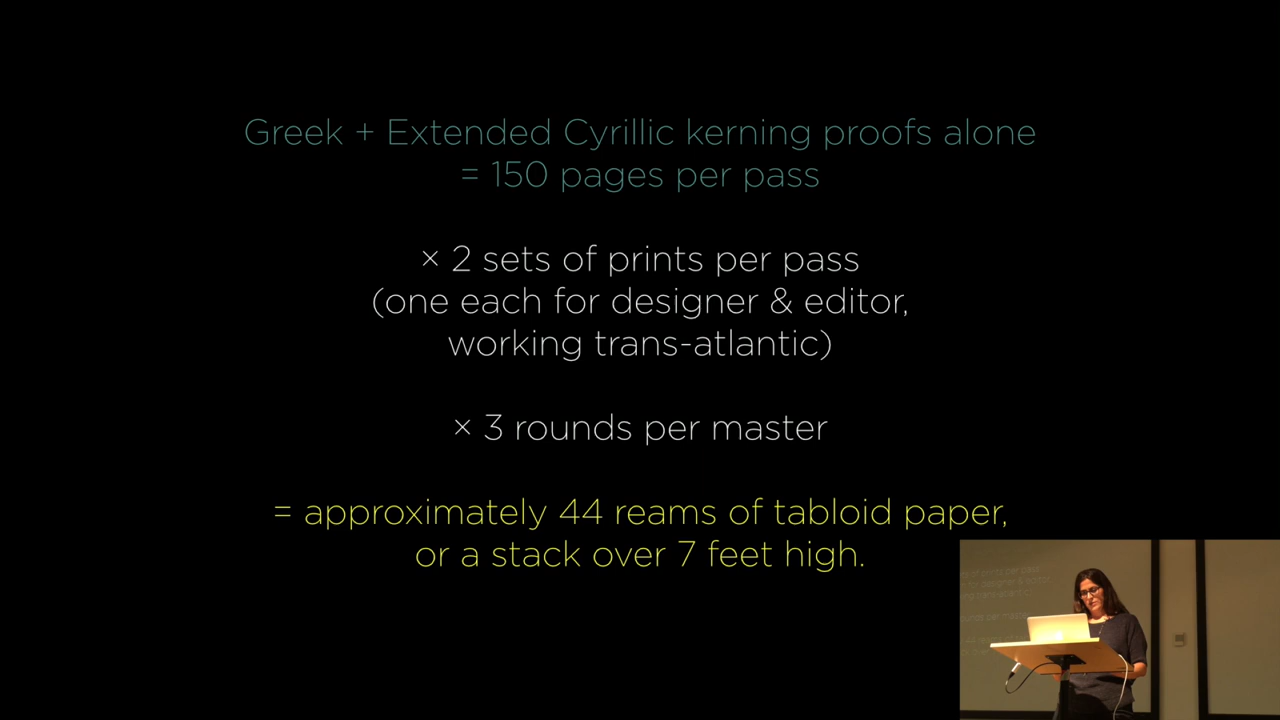 Greek + Extended Cyrillic kerning proofs alone
= 150 pages per pass
× 2 sets of prints per pass
(one each for designer & editor,
working trans-atlantic)
× 3 rounds per master
= approximately 44 reams of tabloid paper,
or a stack over 7 feet high.